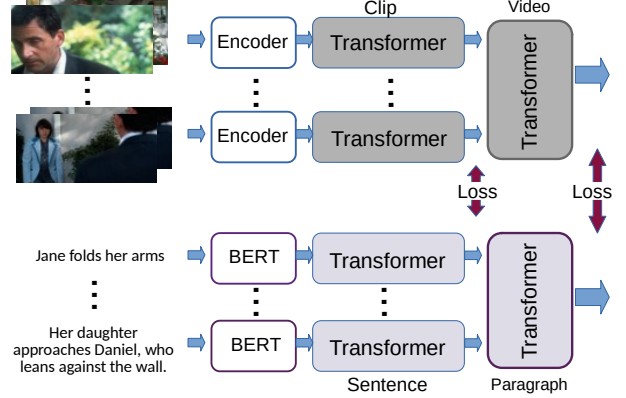 Clip
Video
Encoder
Transformer
Transformer
Encoder
Transformer
Loss
Loss
Jane folds her arms
BERT
Transformer
Transformer
Her daughter
approaches Daniel, who
leans against the wall.
BERT
Transformer
Sentence
Paragraph